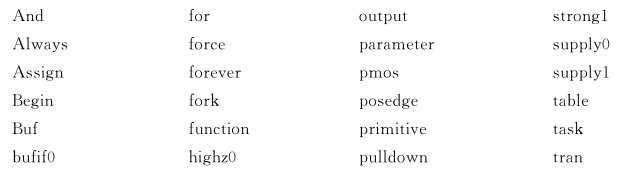 And for output strong1
Always force parameter supply0
Assign forever pmos supply1
Begin fork posedge table
Buf function primitive task
bufif0 highz0 pulldown tran